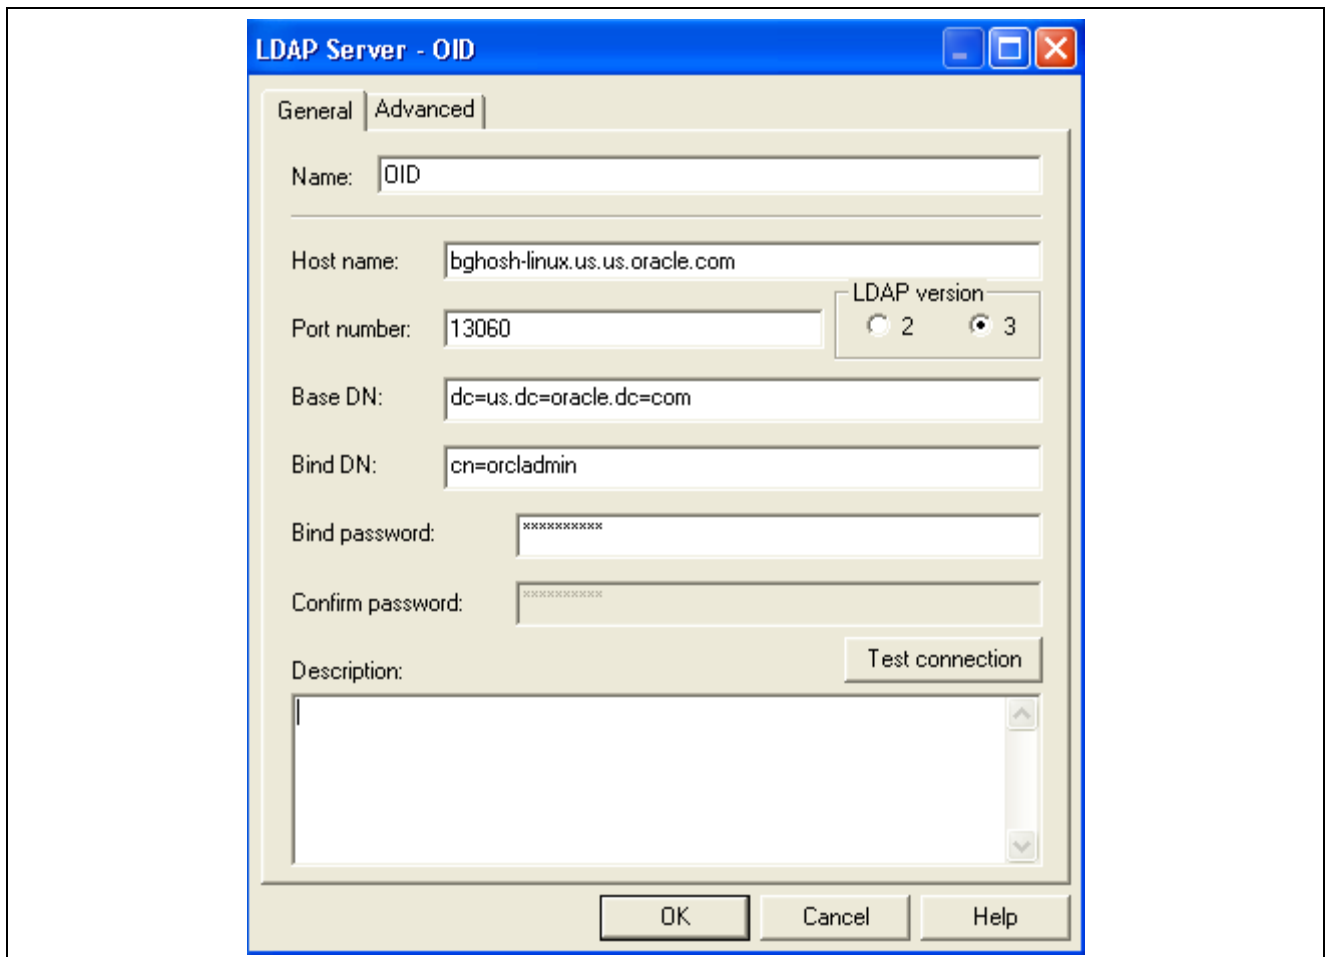 LDAP Server - OID
General Advanced
Name: OID
Host name: bghosh-linux.us.us.oracle.com
LDAP version
Port number: 13060 2 3
Base DN: dc=us.dc=oracle.dc=com
Bind DN: cn=orcladmin
Bind password: **********
Confirm password: **********
Test connection
Description:
OK Cancel Help